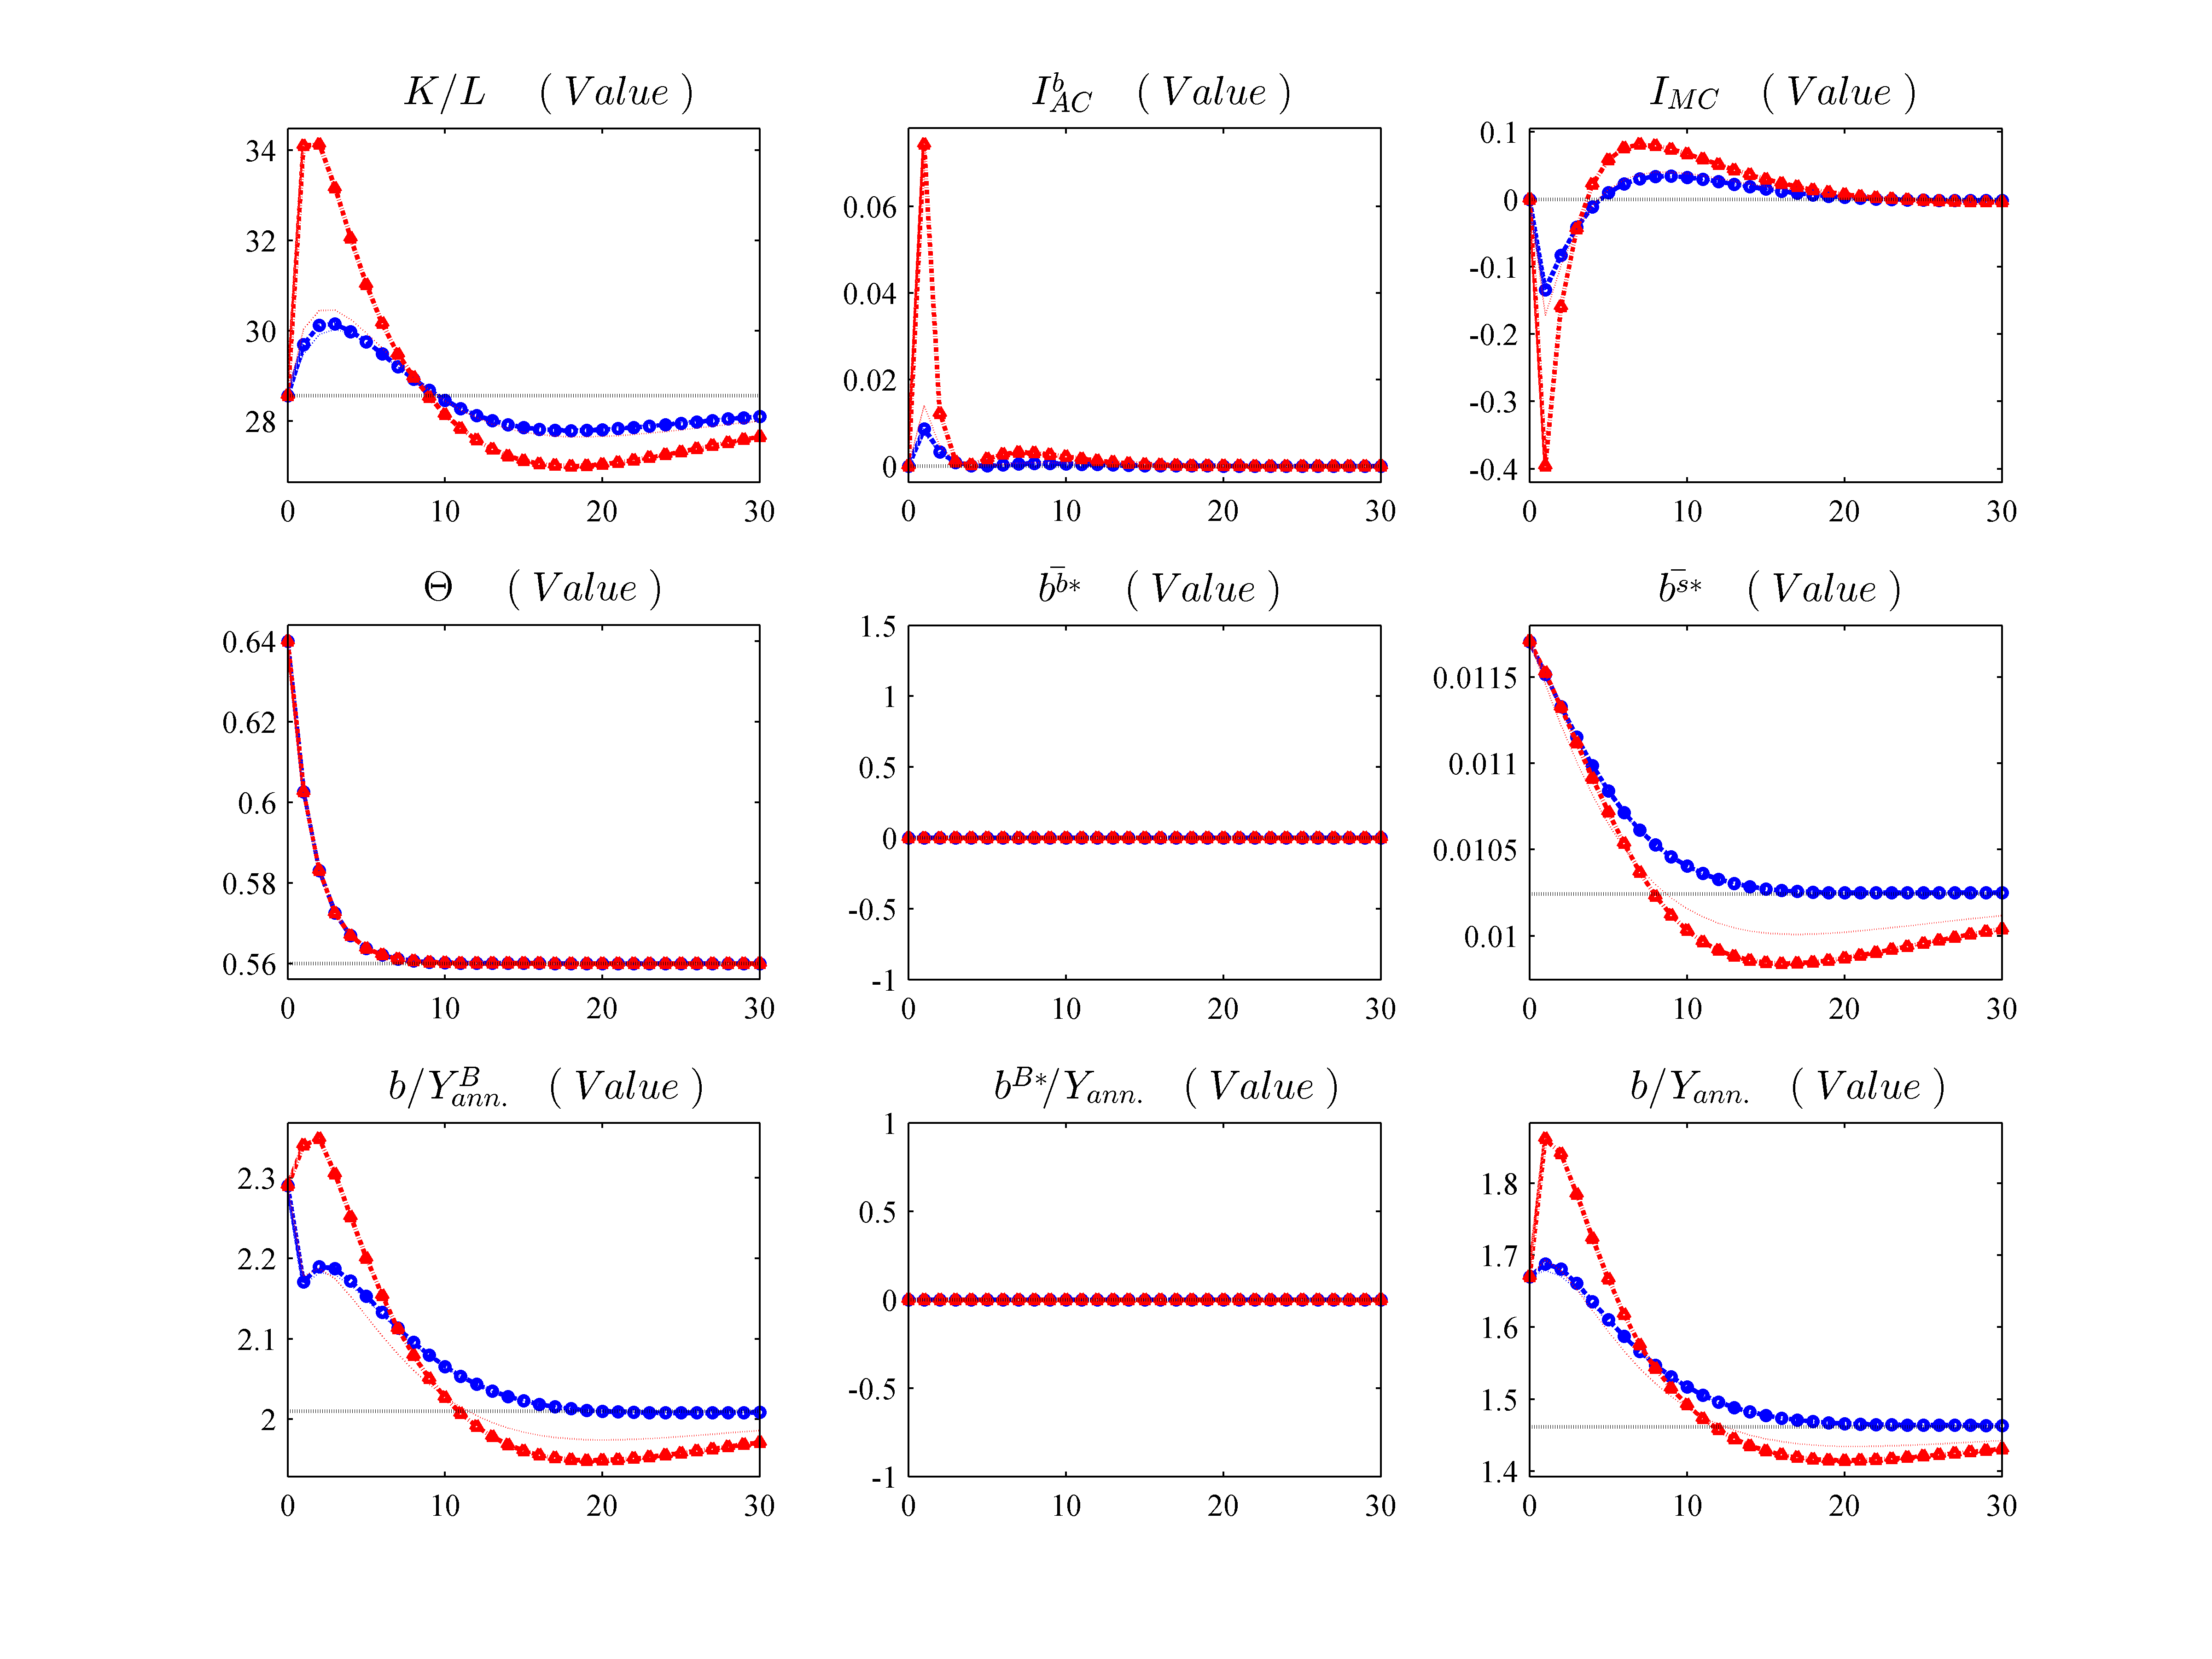 K/L ( Value )
I^b_AC ( Value )
I_MC ( Value )
34
32
30
28
0 10 20 30
0.06
0.04
0.02
0
0 10 20 30
0.1
0
-0.1
-0.2
-0.3
-0.4
0 10 20 30
Θ ( Value )
b^b̄* ( Value )
b^s̄* ( Value )
0.64
0.62
0.6
0.58
0.56
0 10 20 30
1.5
1
0.5
0
-0.5
-1
0 10 20 30
0.0115
0.011
0.0105
0.01
0 10 20 30
b/Y^B_ann. ( Value )
b^B*/Y_ann. ( Value )
b/Y_ann. ( Value )
2.3
2.2
2.1
2
0 10 20 30
1
0.5
0
-0.5
-1
0 10 20 30
1.8
1.7
1.6
1.5
1.4
0 10 20 30